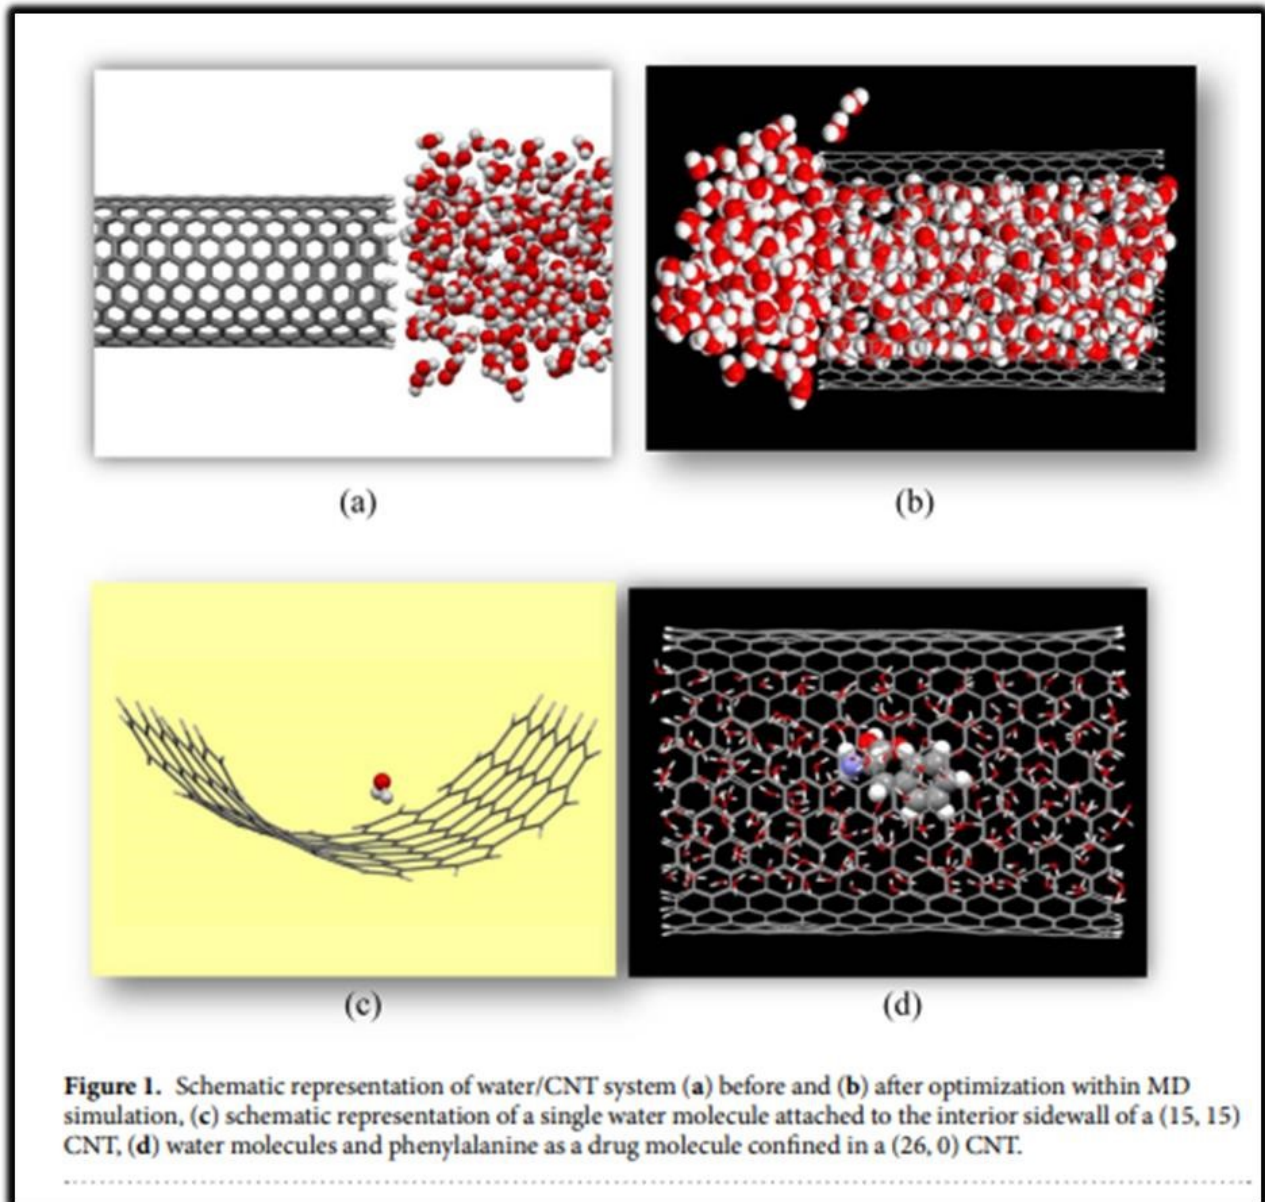 (a)
(b)
(c)
(d)
Figure 1. Schematic representation of water/CNT system (a) before and (b) after optimization within MD
simulation, (c) schematic representation of a single water molecule attached to the interior sidewall of a (15, 15)
CNT, (d) water molecules and phenylalanine as a drug molecule confined in a (26, 0) CNT.